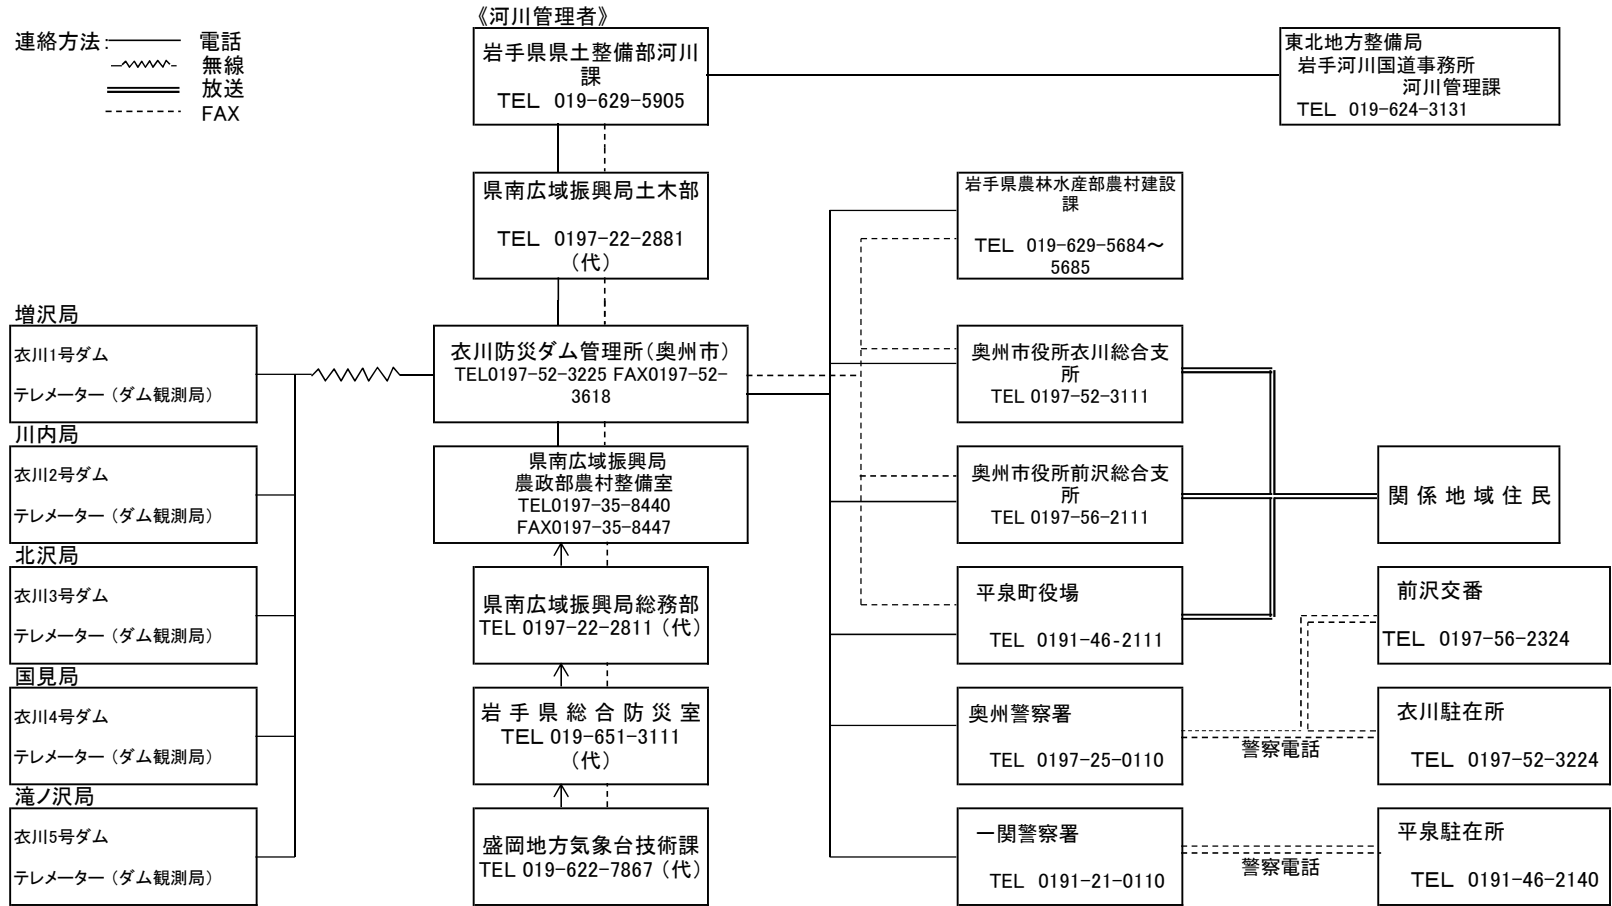 連絡方法: 電話
無線
放送
FAX
《河川管理者》
岩手県県土整備部河川
課
TEL 019-629-5905
東北地方整備局
岩手河川国道事務所
河川管理課
TEL 019-624-3131
県南広域振興局土木部
TEL 0197-22-2881
(代)
岩手県農林水産部農村建設
課
TEL 019-629-5684~
5685
増沢局
衣川1号ダム
テレメーター (ダム観測局)
川内局
衣川2号ダム
テレメーター (ダム観測局)
北沢局
衣川3号ダム
テレメーター (ダム観測局)
国見局
衣川4号ダム
テレメーター (ダム観測局)
滝ノ沢局
衣川5号ダム
テレメーター (ダム観測局)
衣川防災ダム管理所(奥州市)
TEL0197-52-3225 FAX0197-52-
3618
県南広域振興局
農政部農村整備室
TEL0197-35-8440
FAX0197-35-8447
県南広域振興局総務部
TEL 0197-22-2811 (代)
岩手県総合防災室
TEL 019-651-3111
(代)
盛岡地方気象台技術課
TEL 019-622-7867 (代)
奥州市役所衣川総合支
所
TEL 0197-52-3111
奥州市役所前沢総合支
所
TEL 0197-56-2111
平泉町役場
TEL 0191-46-2111
奥州警察署
TEL 0197-25-0110
一関警察署
TEL 0191-21-0110
警察電話
警察電話
関係地域住民
前沢交番
TEL 0197-56-2324
衣川駐在所
TEL 0197-52-3224
平泉駐在所
TEL 0191-46-2140